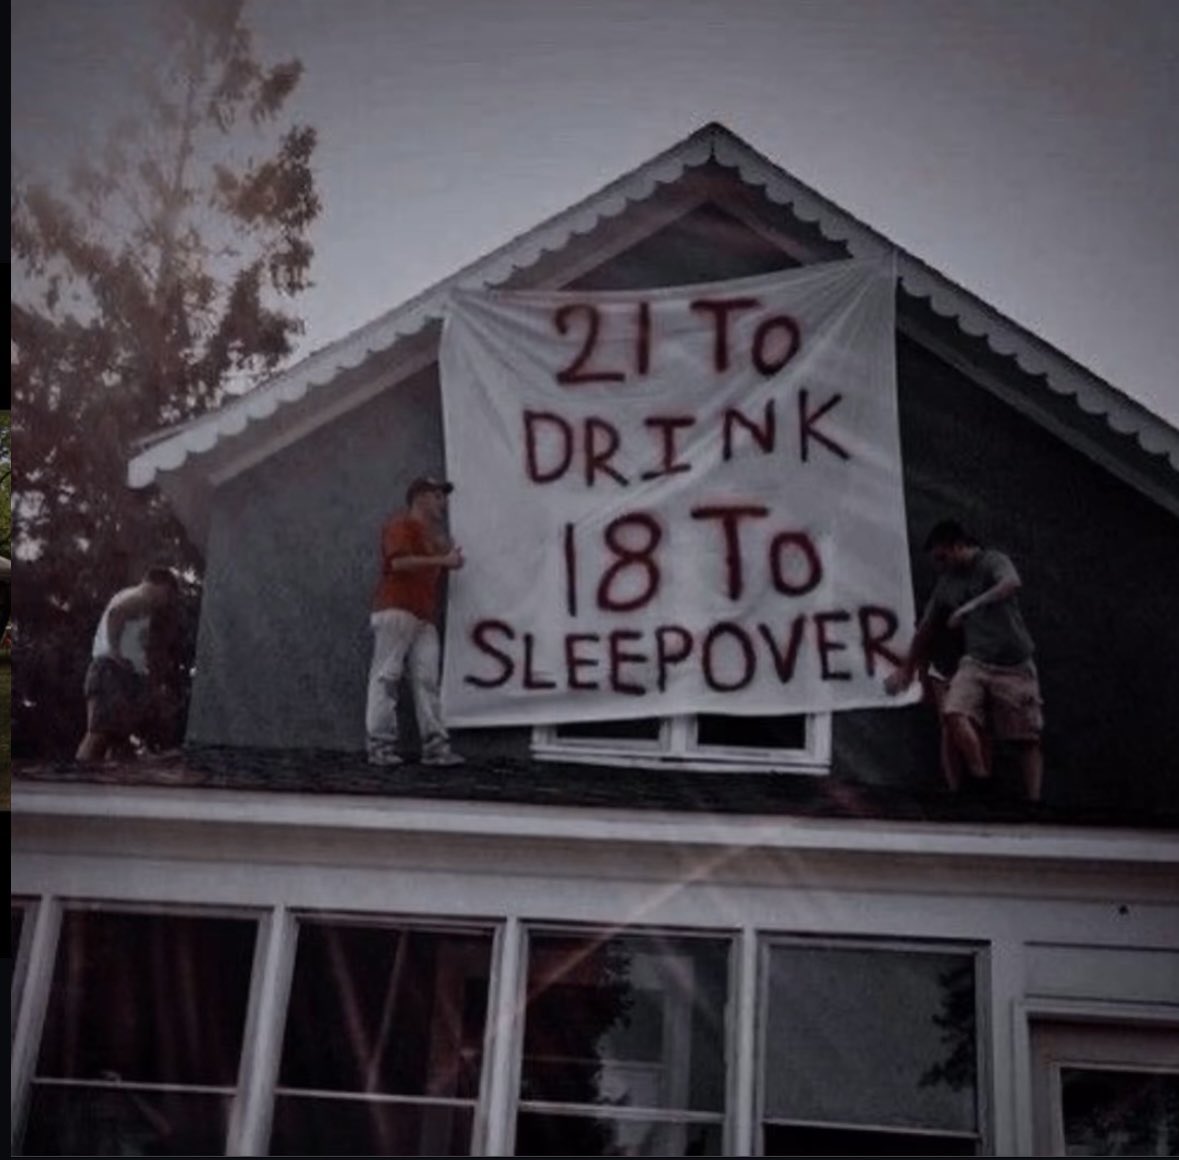 21 To
DRINK
18 To
SLEEPOVER